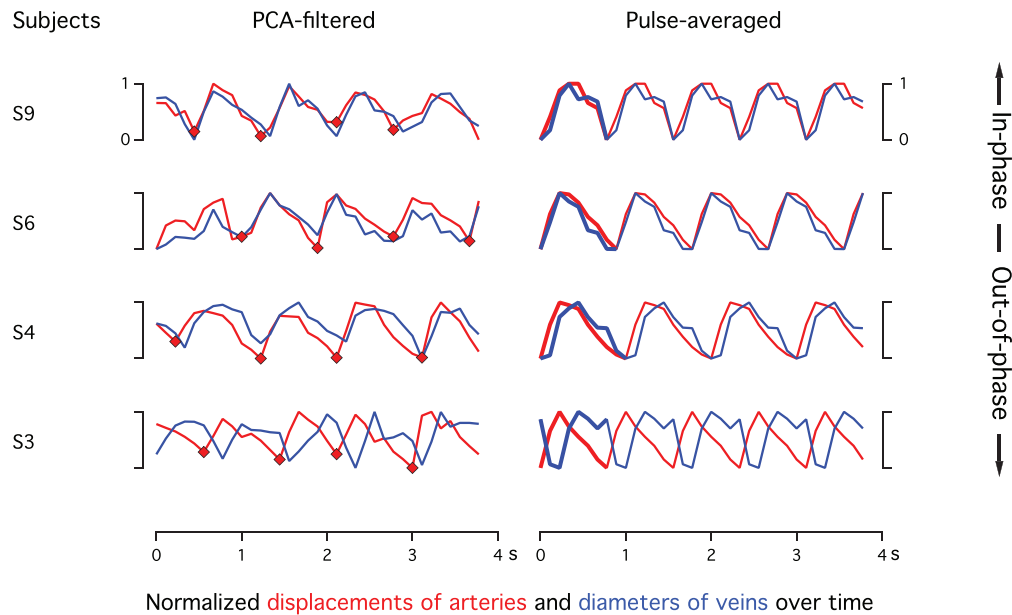 Subjects PCA-filtered Pulse-averaged
S9 1 0 1 0
S6
S4
S3
In-phase — Out-of-phase
0 1 2 3 4 s 0 1 2 3 4 s
Normalized displacements of arteries and diameters of veins over time